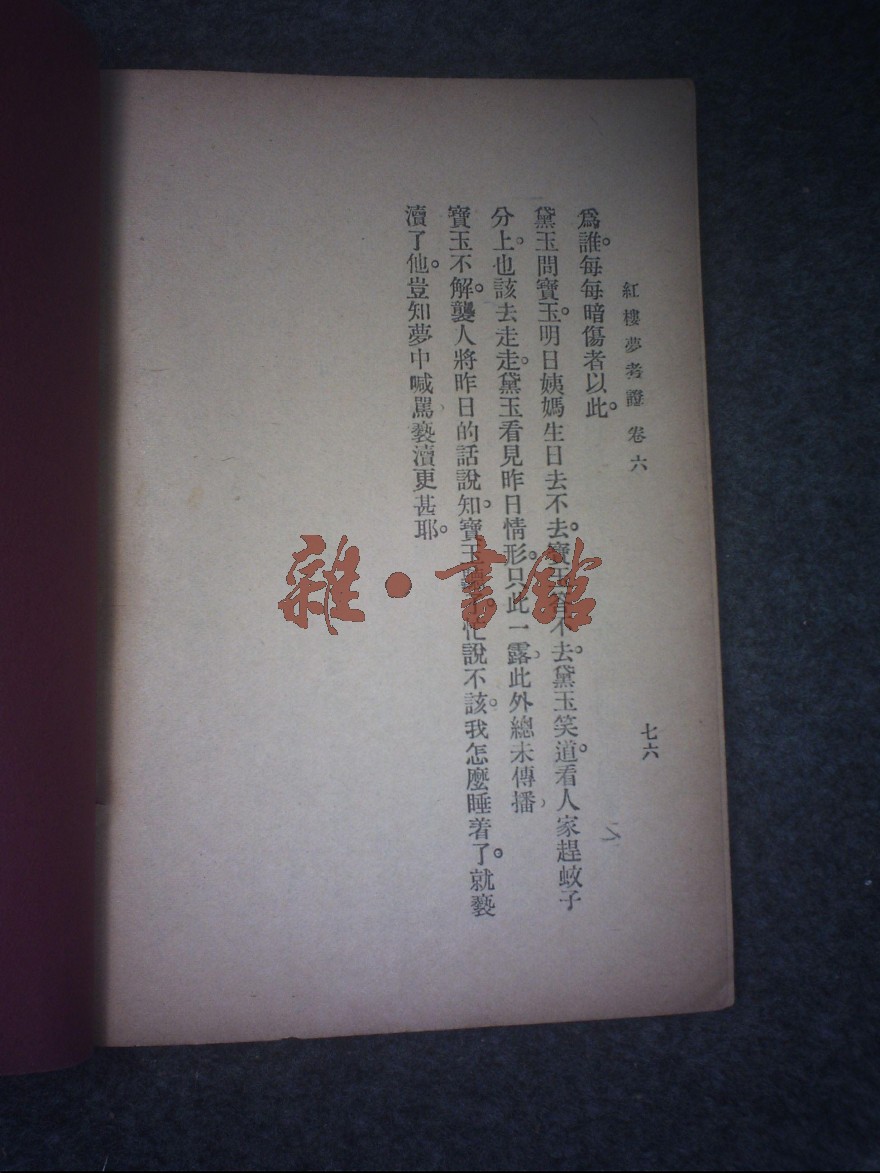 紅樓夢考證 卷六
七六
爲誰。每每暗傷者以此。
黛玉問寶玉。明日姨媽生日去不去。寶玉答不去。黛玉笑道。看人家趕蚊子
分上。也該去走走。黛玉看見昨日情形。只此一露、此外總未傳播、
寶玉不解。襲人將昨日的話說知。寶玉忙說不該。我怎麼睡着了。就褻
瀆了他。豈知夢中喊罵、褻瀆更甚耶。
雜·書館